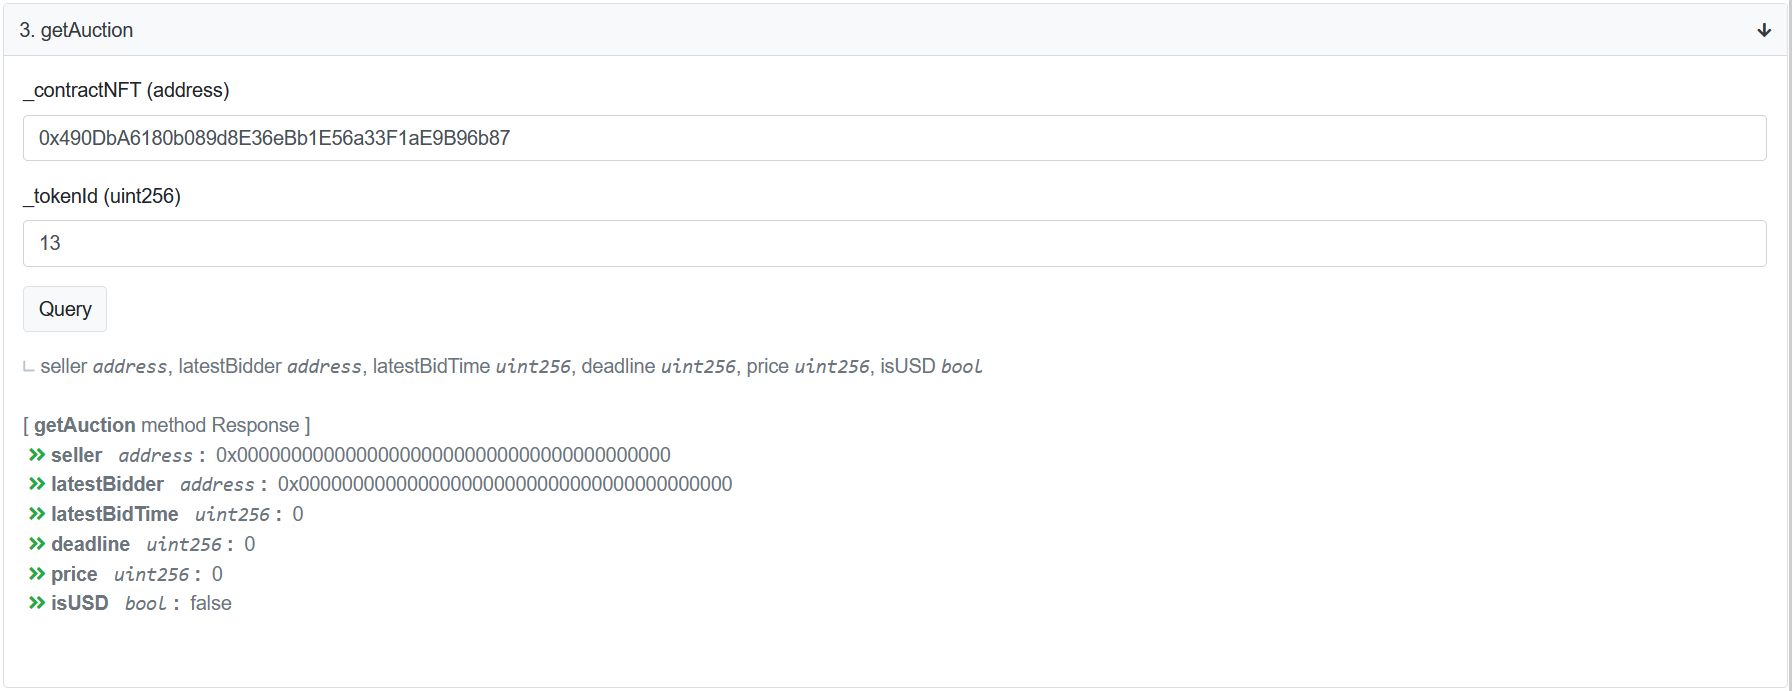 3. getAuction
_contractNFT (address)
0x490DbA6180b089d8E36eBb1E56a33F1aE9B96b87
_tokenId (uint256)
13
Query
seller address, latestBidder address, latestBidTime uint256, deadline uint256, price uint256, isUSD bool
[ getAuction method Response ]
seller address : 0x0000000000000000000000000000000000000000
latestBidder address : 0x0000000000000000000000000000000000000000
latestBidTime uint256 : 0
deadline uint256 : 0
price uint256 : 0
isUSD bool : false